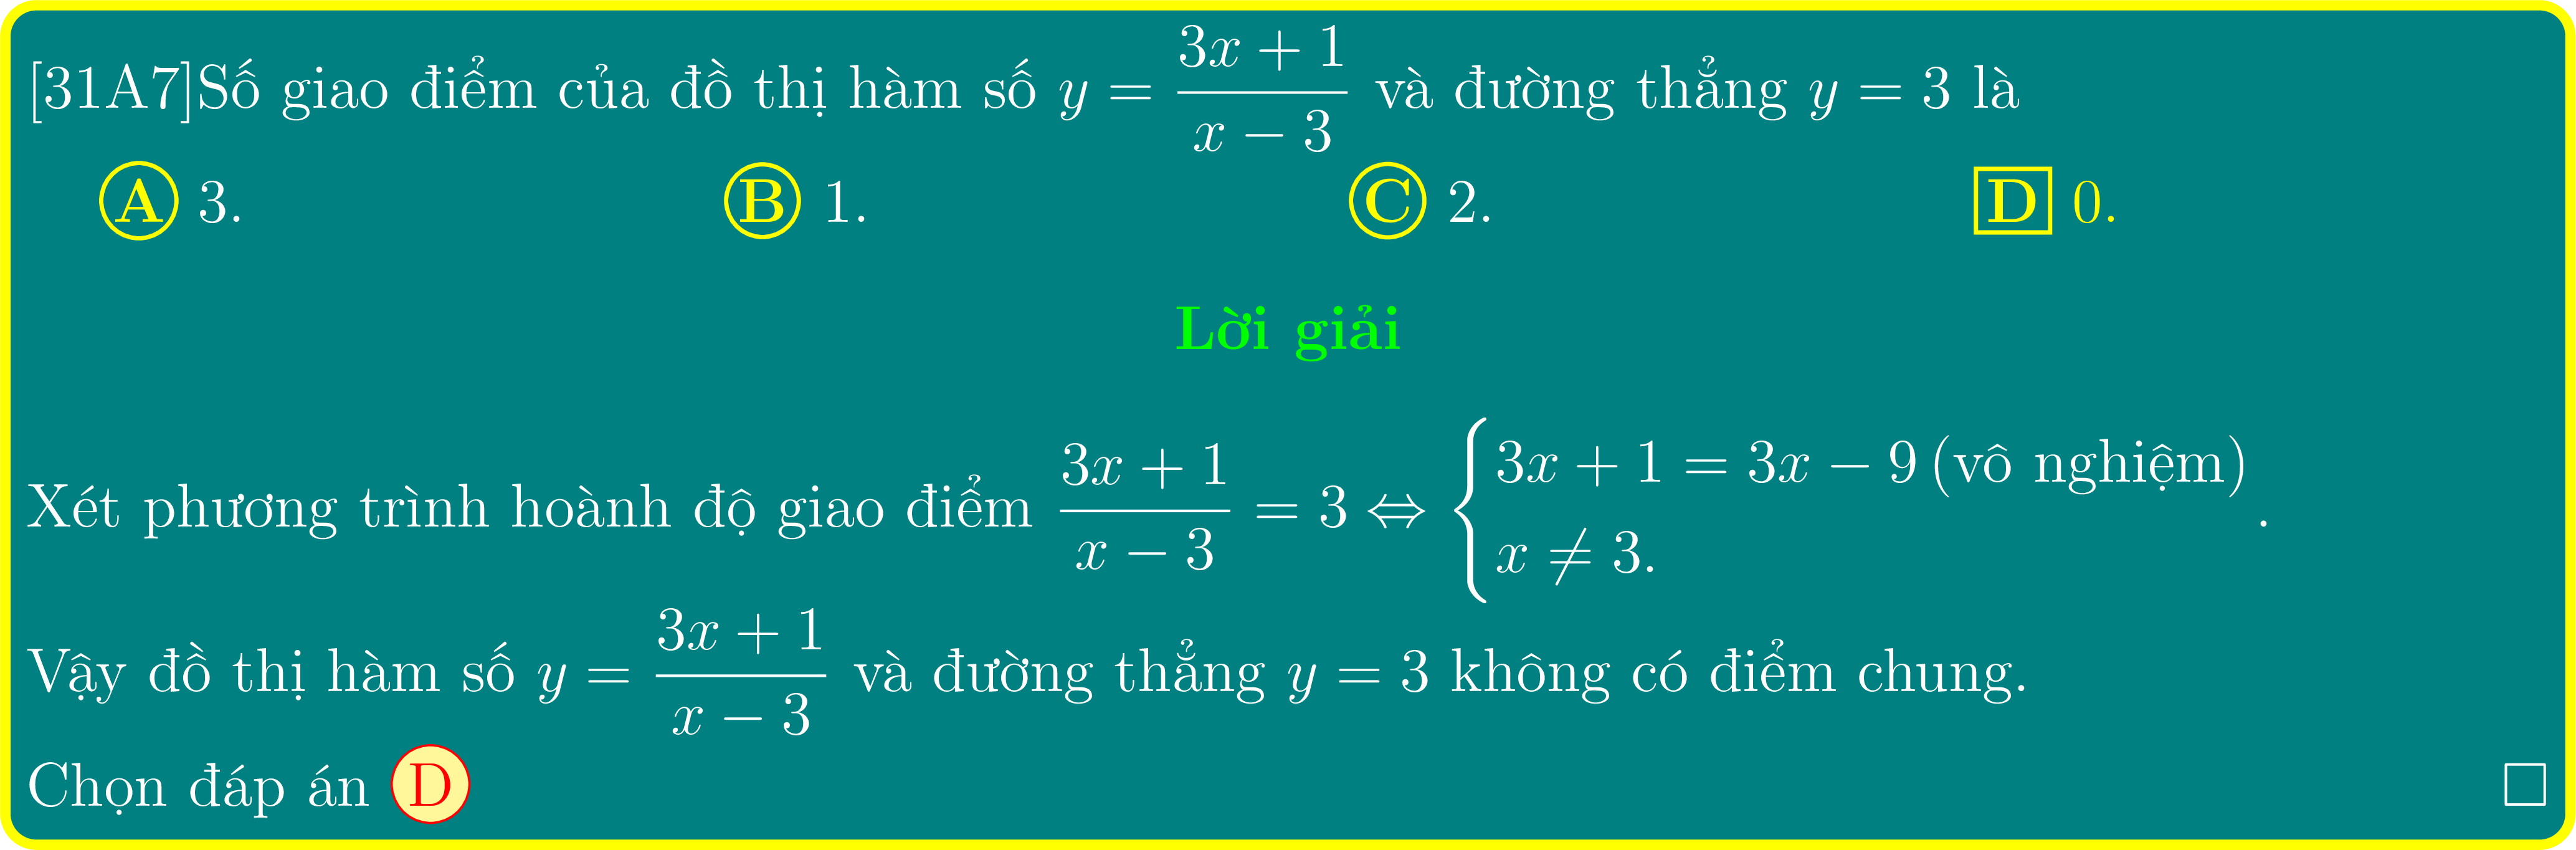 [31A7]Số giao điểm của đồ thị hàm số $y = \dfrac{3x+1}{x-3}$ và đường thẳng $y = 3$ là
A 3. B 1. C 2. D 0.
Lời giải
Xét phương trình hoành độ giao điểm $\dfrac{3x+1}{x-3} = 3 \Leftrightarrow \begin{cases} 3x+1 = 3x-9 \text{ (vô nghiệm)} \\ x \neq 3. \end{cases}$.
Vậy đồ thị hàm số $y = \dfrac{3x+1}{x-3}$ và đường thẳng $y = 3$ không có điểm chung.
Chọn đáp án D □